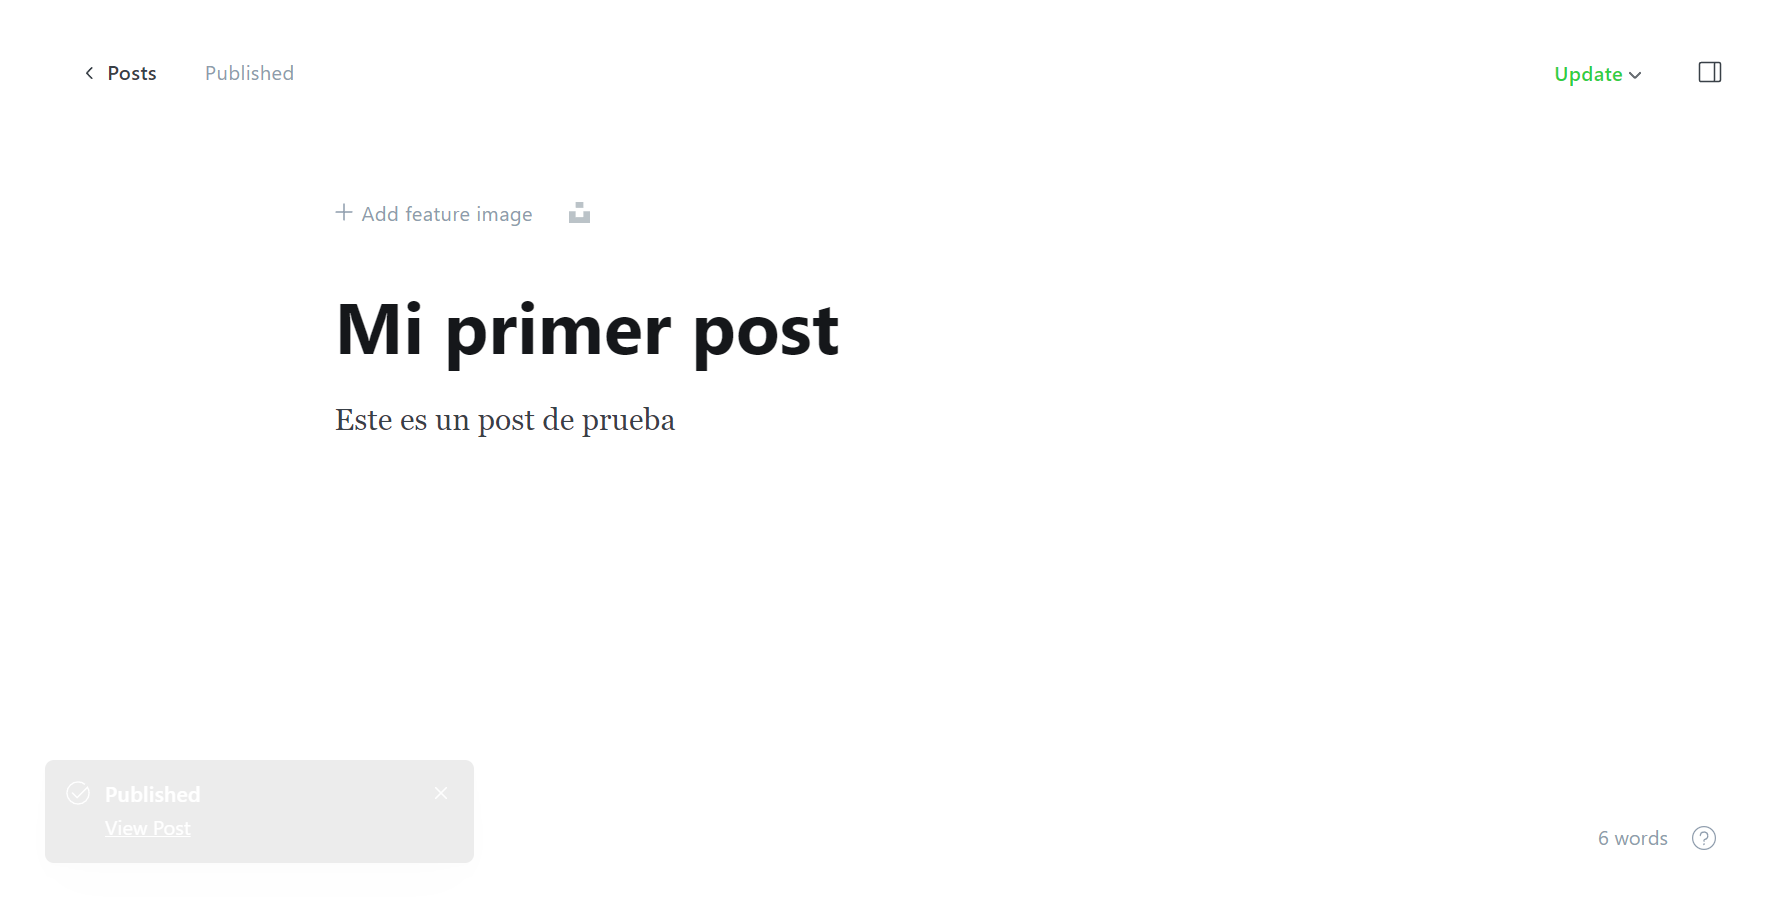 Posts Published Update
Add feature image
Mi primer post
Este es un post de prueba
Published
View Post
6 words